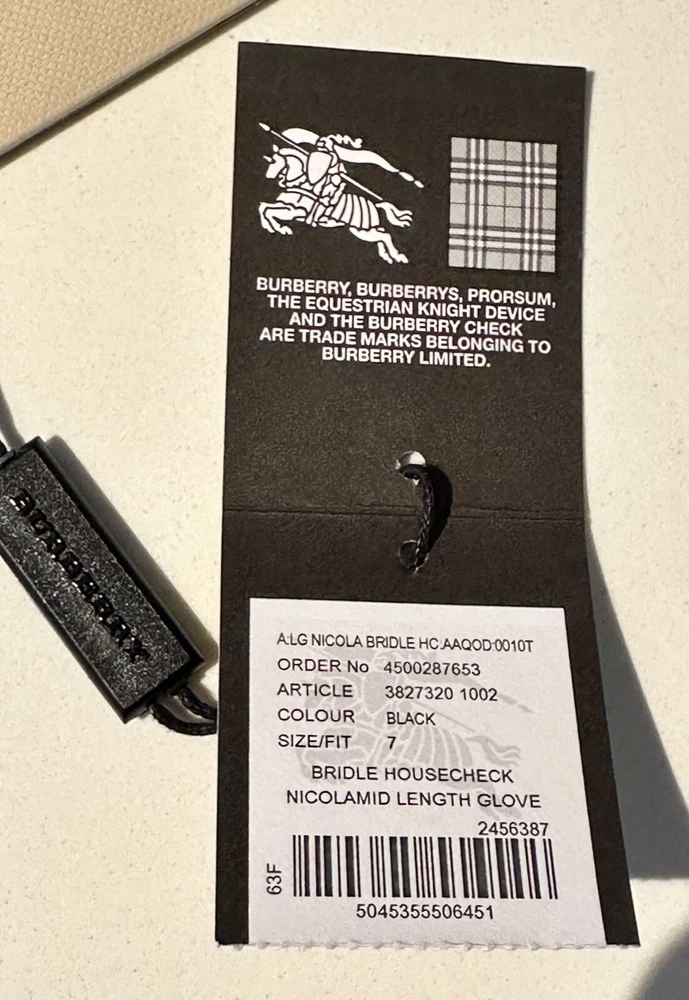 BURBERRY, BURBERRYS, PRORSUM,
THE EQUESTRIAN KNIGHT DEVICE
AND THE BURBERRY CHECK
ARE TRADE MARKS BELONGING TO
BURBERRY LIMITED.
BURBERRY
A:LG NICOLA BRIDLE HC:AAQOD:0010T
ORDER No 4500287653
ARTICLE 3827320 1002
COLOUR BLACK
SIZE/FIT 7
BRIDLE HOUSECHECK
NICOLAMID LENGTH GLOVE
2456387
63F
5045355506451